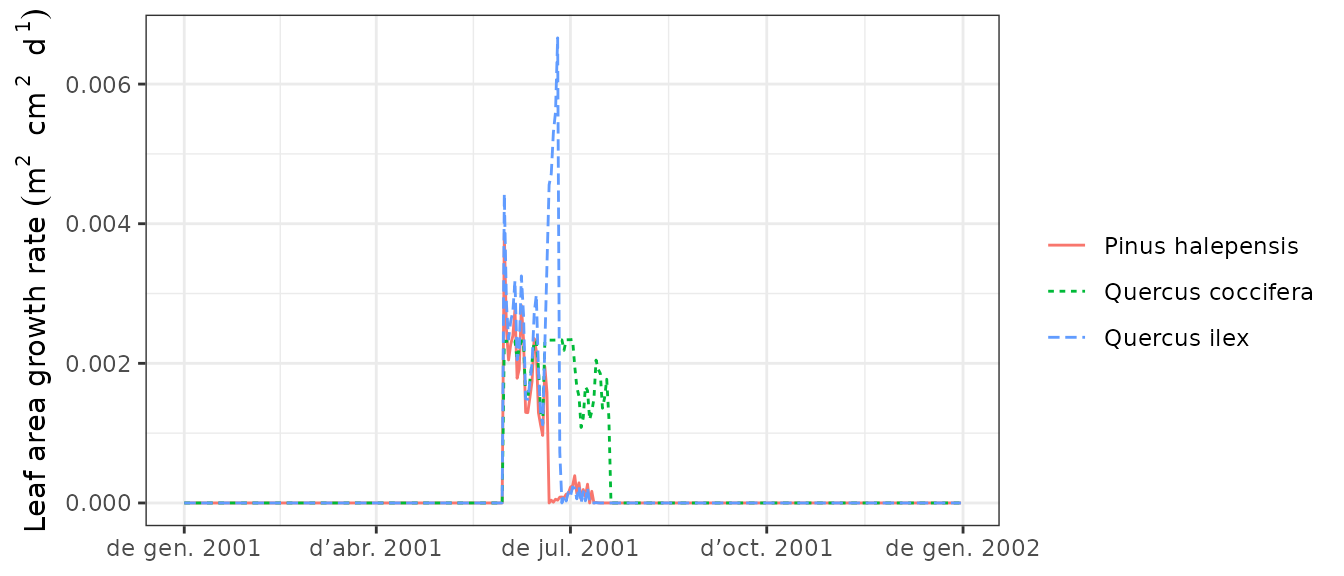 Leaf area growth rate (m² cm² d¹)
0.006
0.004
0.002
0.000
de gen. 2001 d’abr. 2001 de jul. 2001 d’oct. 2001 de gen. 2002
Pinus halepensis
Quercus coccifera
Quercus ilex